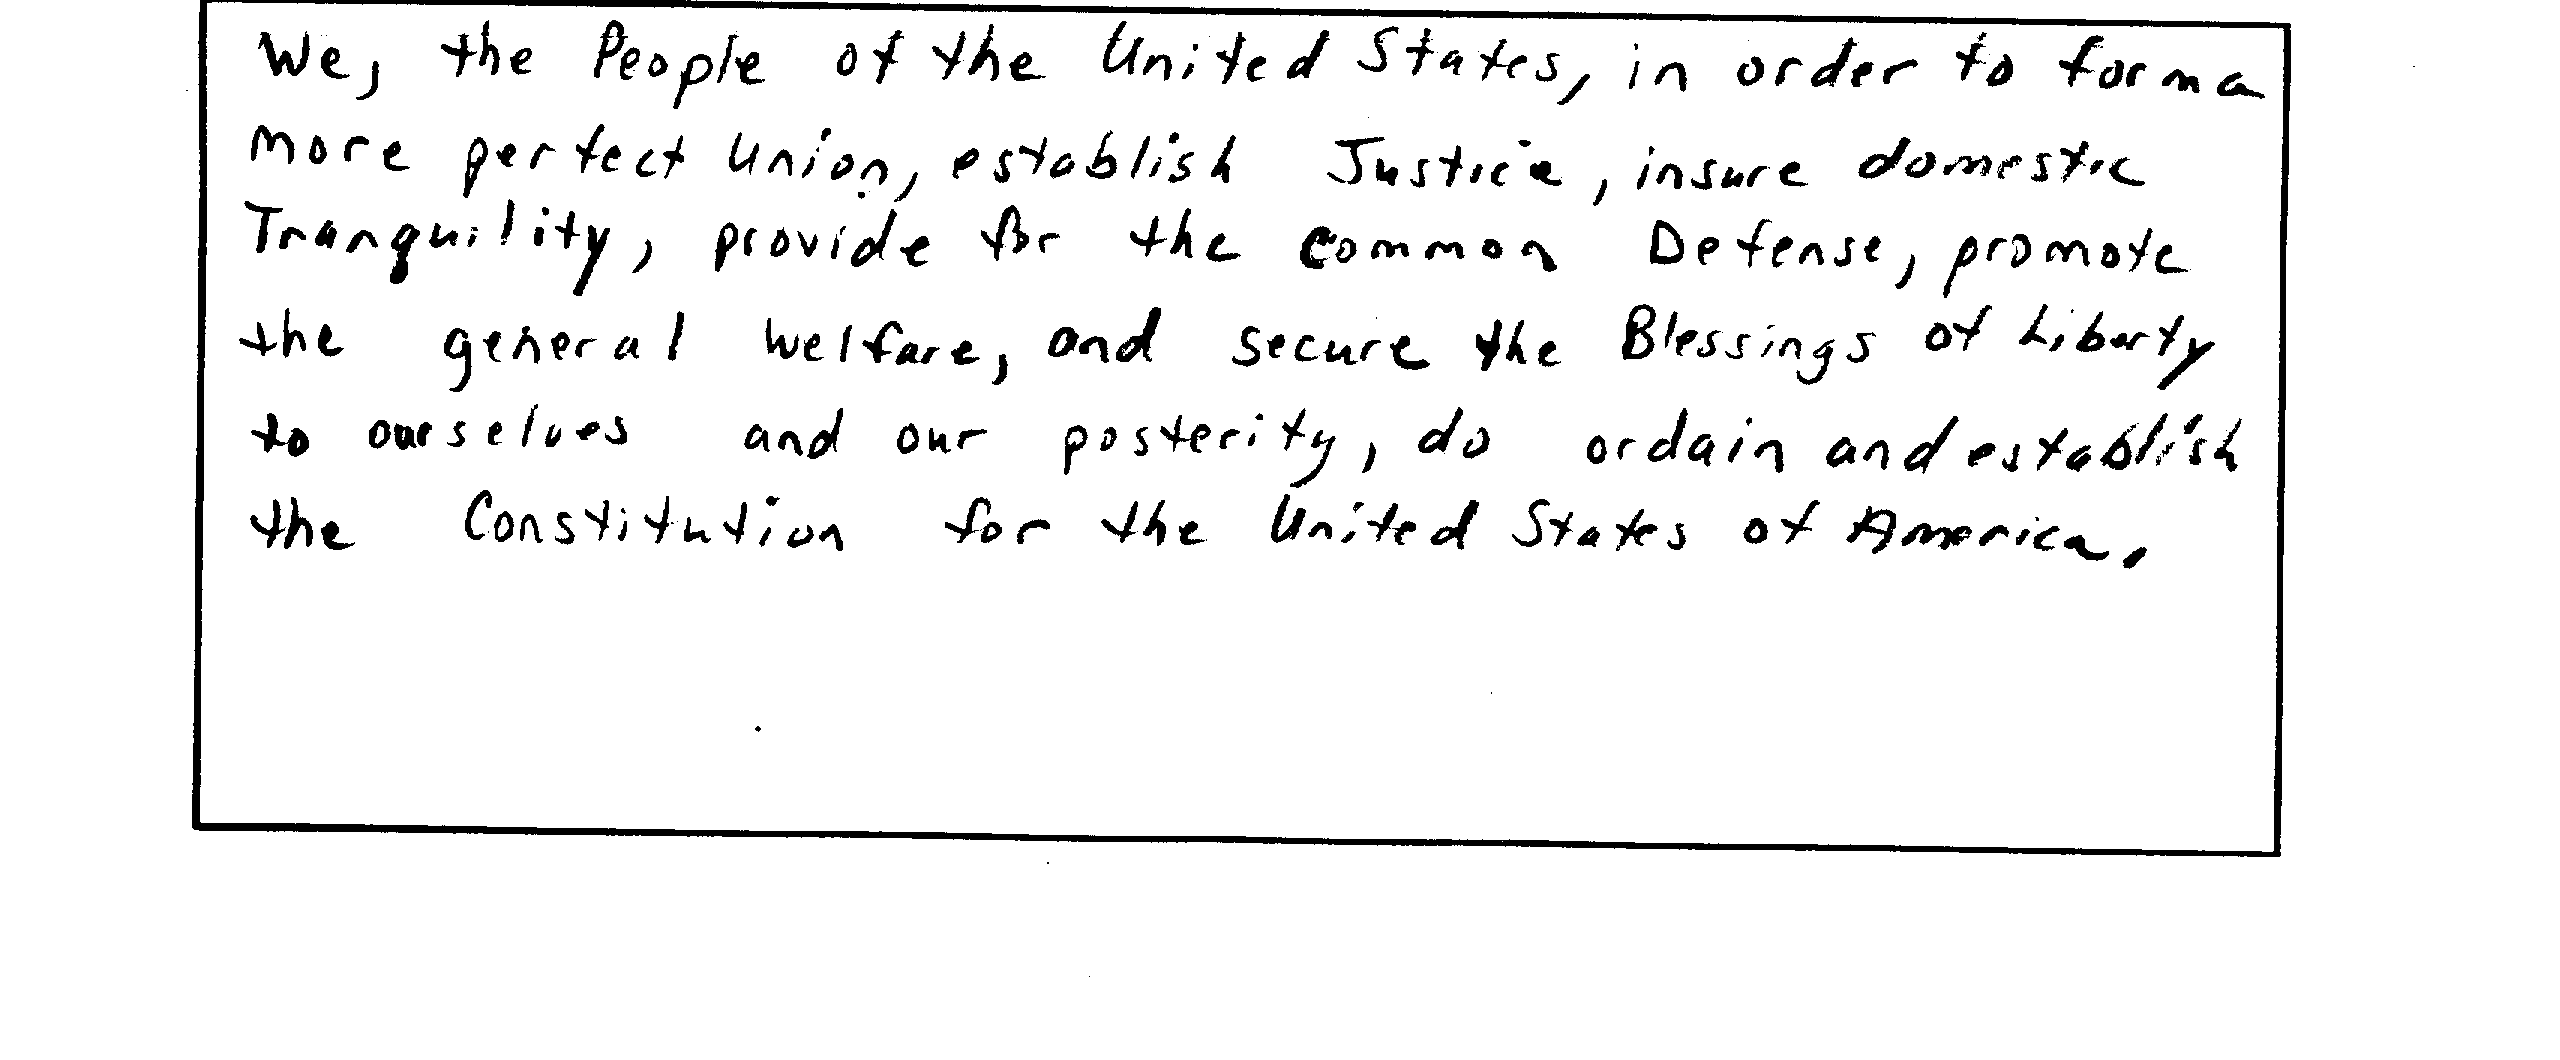 We, the People of the United States, in order to form a
more perfect Union, establish Justice, insure domestic
Tranquility, provide for the common Defense, promote
the general Welfare, and secure the Blessings of Liberty
to ourselves and our posterity, do ordain and establish
the Constitution for the United States of America.